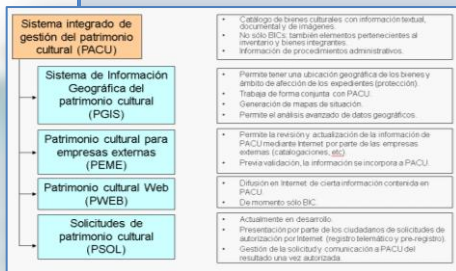 Sistema integrado de
gestión del patrimonio
cultural (PACU)
• Catálogo de bienes culturales con información textual,
documental y de imágenes.
• No sólo BICs: también elementos pertenecientes al
inventario y bienes integrantes.
• Información de procedimientos administrativos.
Sistema de Información
Geográfica del
patrimonio cultural
(PGIS)
• Permite tener una ubicación geográfica de los bienes y
ámbito de afección de los expedientes (protección).
• Trabaja de forma conjunta con PACU.
• Generación de mapas de situación.
• Permite el análisis avanzado de datos geográficos.
Patrimonio cultural para
empresas externas
(PEME)
• Permite la revisión y actualización de la información de
PACU mediante Internet por parte de las empresas
externas (catalogaciones, etc)
• Previa validación, la información se incorpora a PACU.
Patrimonio cultural Web
(PWEB)
• Difusión en Internet de cierta información contenida en
PACU.
• De momento sólo BIC.
Solicitudes de
patrimonio cultural
(PSOL)
• Actualmente en desarrollo.
• Presentación por parte de los ciudadanos de solicitudes de
autorización por Internet (registro telemático y pre-registro).
• Gestión de la solicitud y comunicación a PACU del
resultado una vez autorizada.